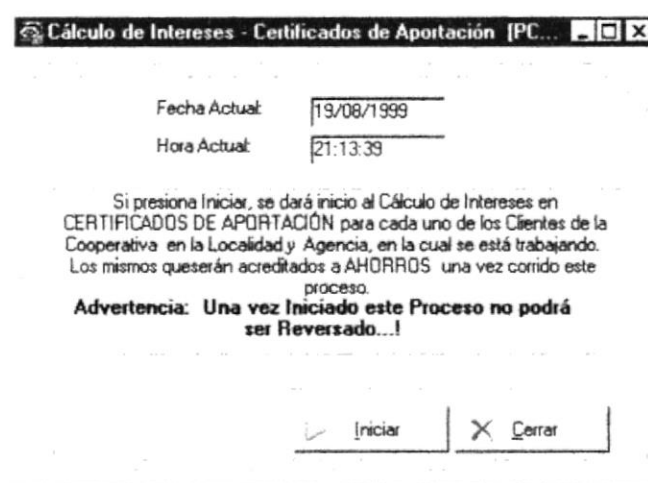 Cálculo de Intereses - Certificados de Aportación [PC...
Fecha Actual: 19/08/1999
Hora Actual: 21:13:39
Si presiona Iniciar, se dará inicio al Cálculo de Intereses en
CERTIFICADOS DE APORTACIÓN para cada uno de los Clientes de la
Cooperativa en la Localidad y Agencia, en la cual se está trabajando.
Los mismos queserán acreditados a AHORROS una vez corrido este
proceso.
Advertencia: Una vez Iniciado este Proceso no podrá
ser Reversado...!
Iniciar
Cerrar